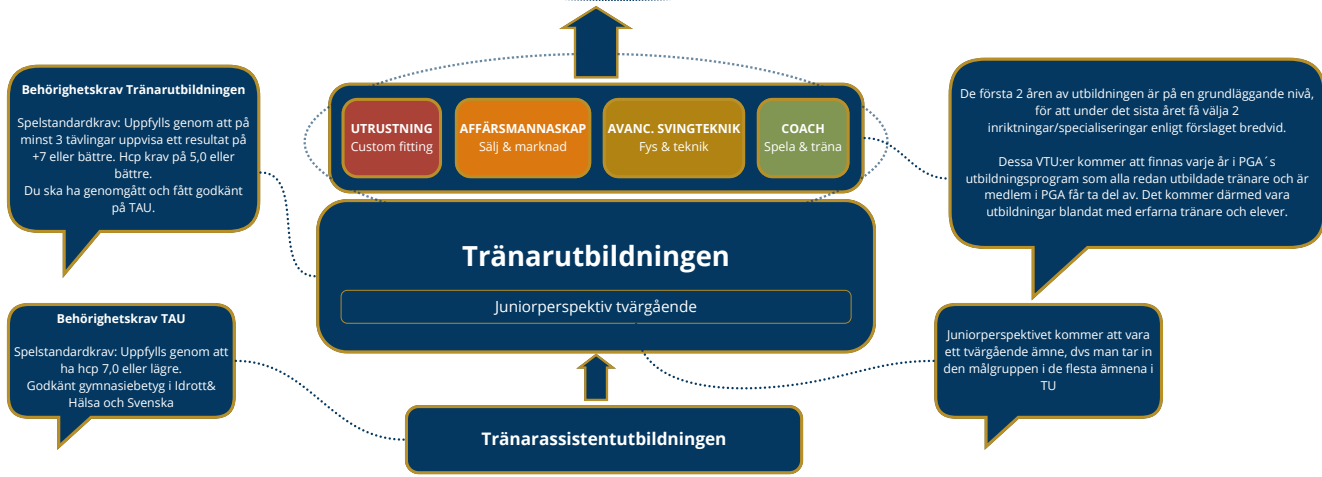 Behörighetskrav Tränarutbildningen
Spelstandardkrav: Uppfylls genom att på
minst 3 tävlingar uppvisa ett resultat på
+7 eller bättre. Hcp krav på 5,0 eller
bättre.
Du ska ha genomgått och fått godkänt
på TAU.
UTRUSTNING
Custom fitting
AFFÄRSMANNASKAP
Sälj & marknad
AVANC. SVINGTEKNIK
Fys & teknik
COACH
Spela & träna
De första 2 åren av utbildningen är på en grundläggande nivå,
för att under det sista året få välja 2
inriktningar/specialiseringar enligt förslaget bredvid.
Dessa VTU:er kommer att finnas varje år i PGA´s
utbildningsprogram som alla redan utbildade tränare och är
medlem i PGA får ta del av. Det kommer därmed vara
utbildningar blandat med erfarna tränare och elever.
Tränarutbildningen
Juniorperspektiv tvärgående
Behörighetskrav TAU
Spelstandardkrav: Uppfylls genom att
ha hcp 7,0 eller lägre.
Godkänt gymnasiebetyg i Idrott&
Hälsa och Svenska
Juniorperspektivet kommer att vara
ett tvärgående ämne, dvs man tar in
den målgruppen i de flesta ämnena i
TU
Tränarassistentutbildningen